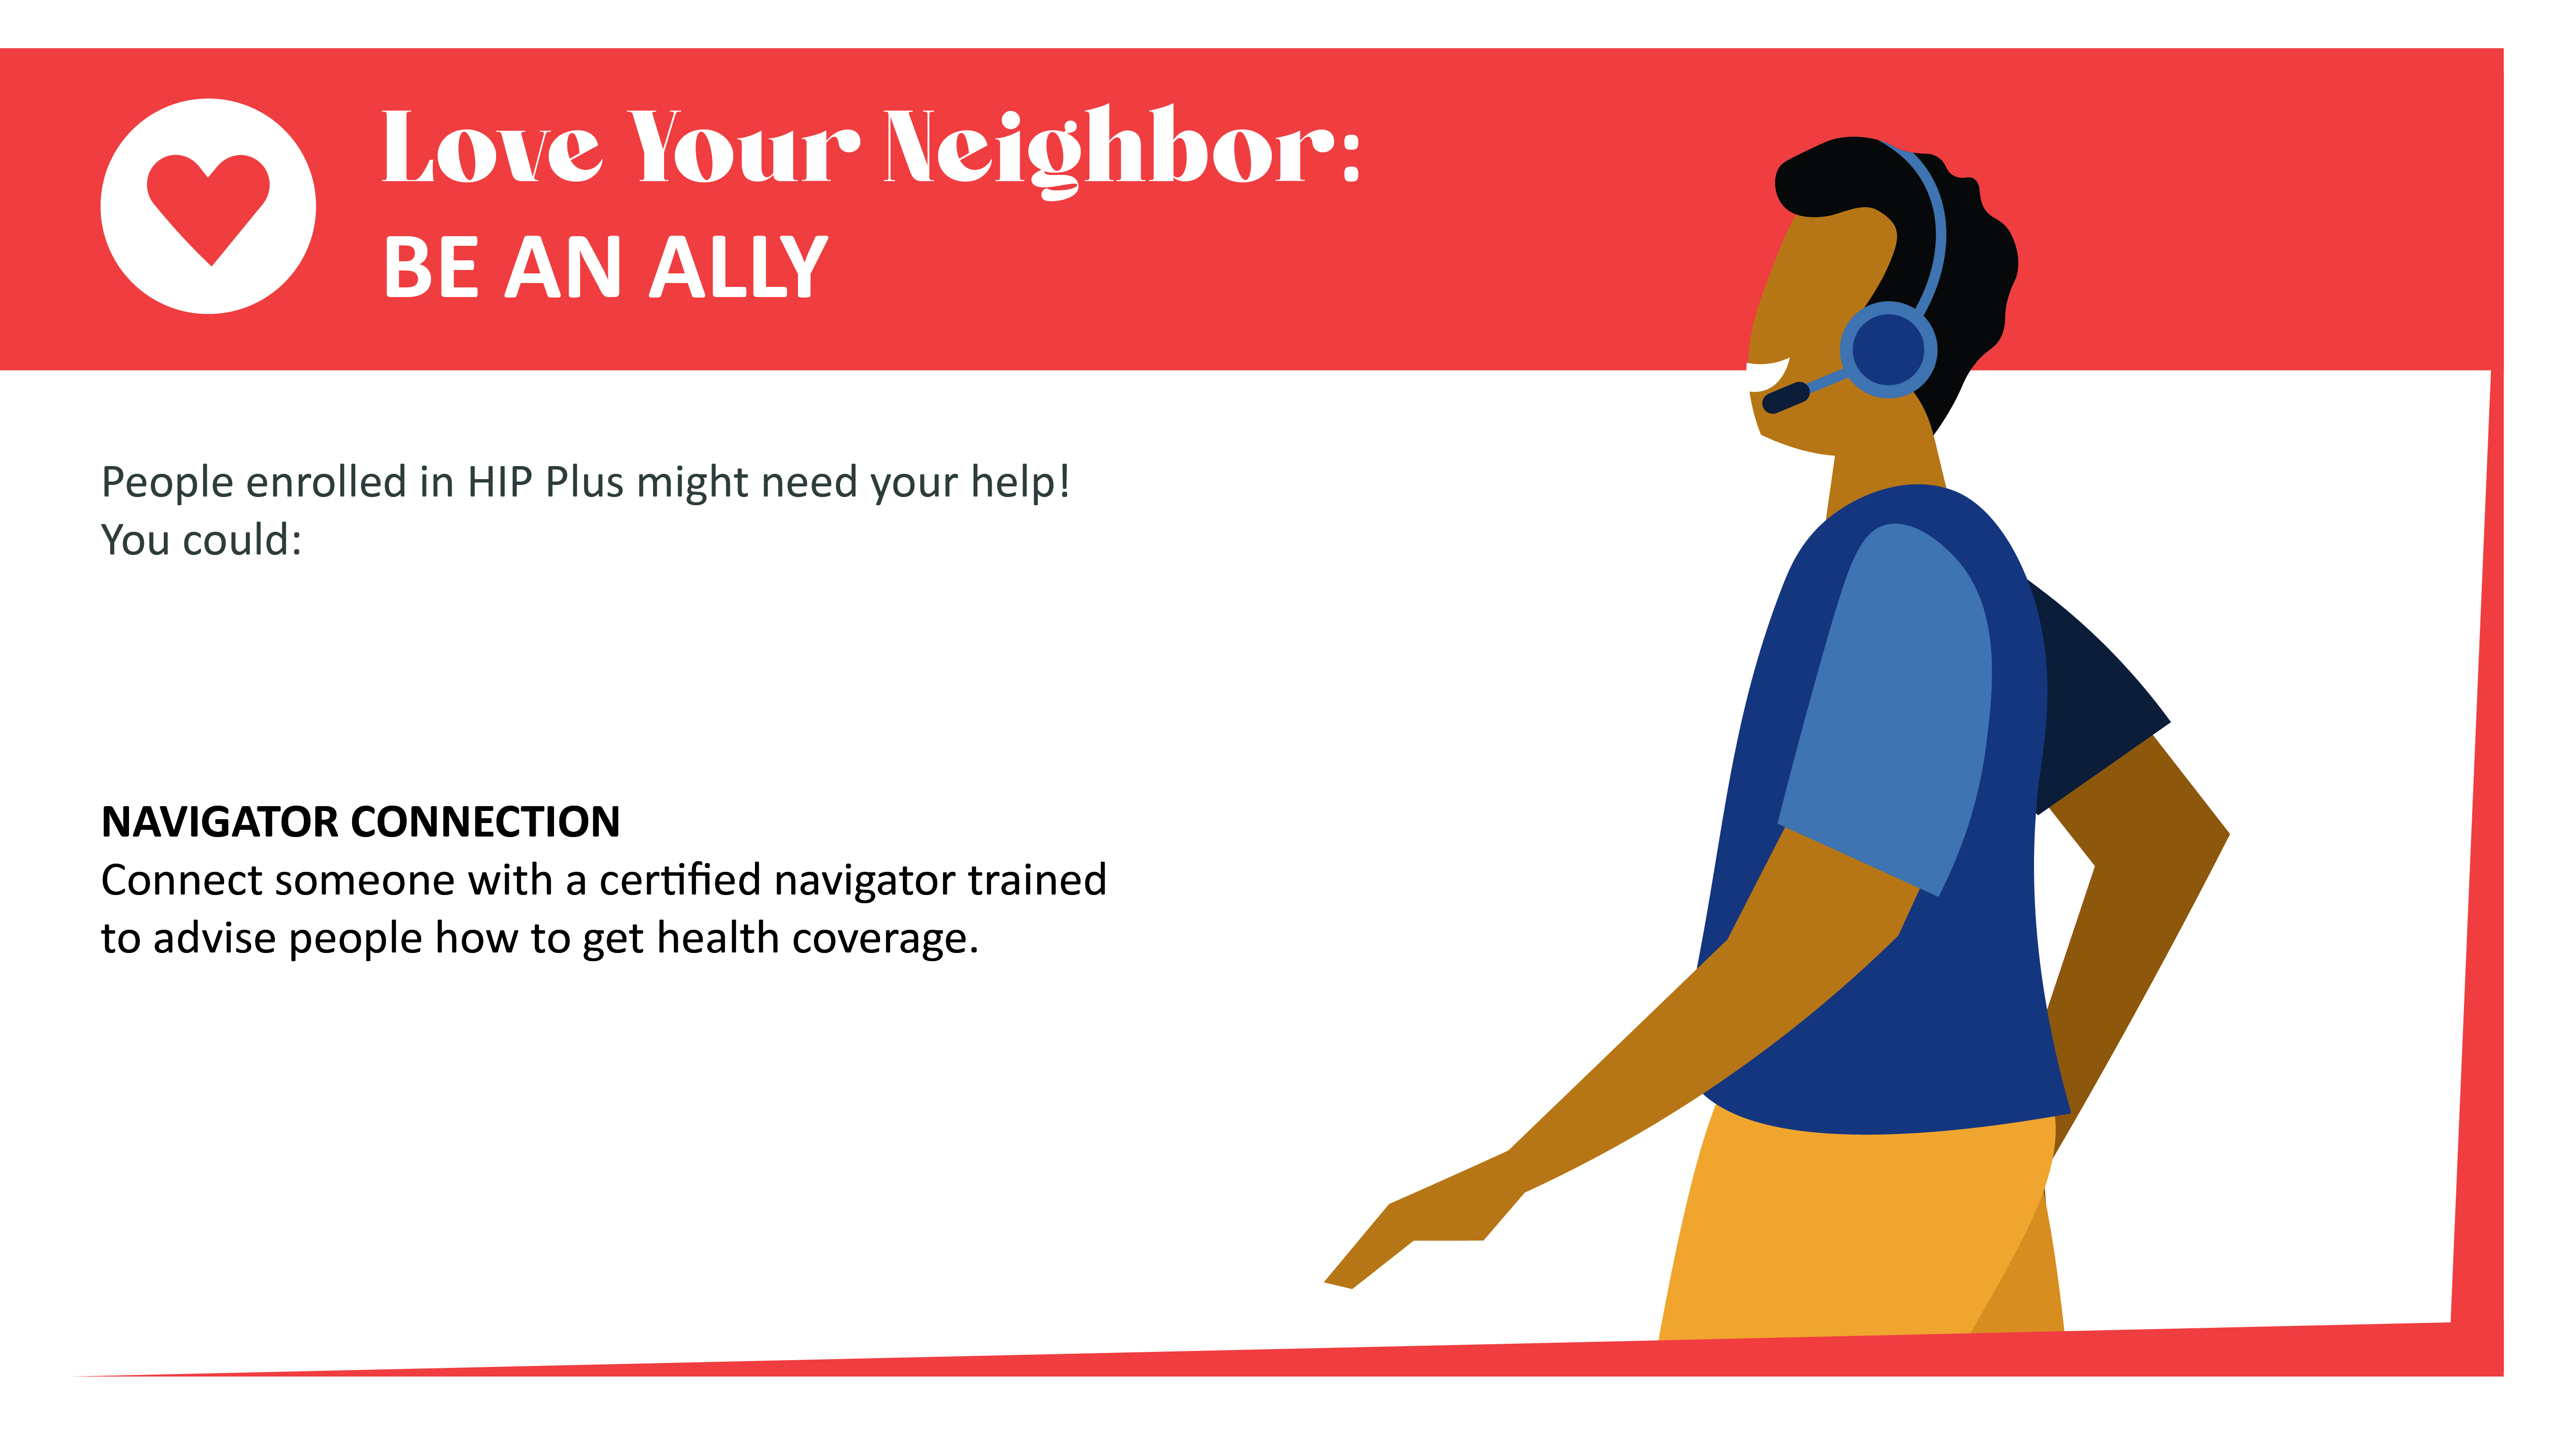 Love Your Neighbor:
BE AN ALLY
People enrolled in HIP Plus might need your help!
You could:
NAVIGATOR CONNECTION
Connect someone with a certified navigator trained
to advise people how to get health coverage.